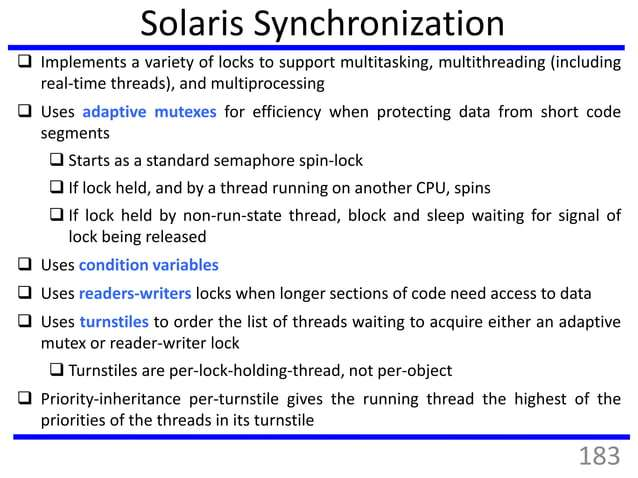 Solaris Synchronization
❑ Implements a variety of locks to support multitasking, multithreading (including
real-time threads), and multiprocessing
❑ Uses adaptive mutexes for efficiency when protecting data from short code
segments
❑ Starts as a standard semaphore spin-lock
❑ If lock held, and by a thread running on another CPU, spins
❑ If lock held by non-run-state thread, block and sleep waiting for signal of
lock being released
❑ Uses condition variables
❑ Uses readers-writers locks when longer sections of code need access to data
❑ Uses turnstiles to order the list of threads waiting to acquire either an adaptive
mutex or reader-writer lock
❑ Turnstiles are per-lock-holding-thread, not per-object
❑ Priority-inheritance per-turnstile gives the running thread the highest of the
priorities of the threads in its turnstile
183